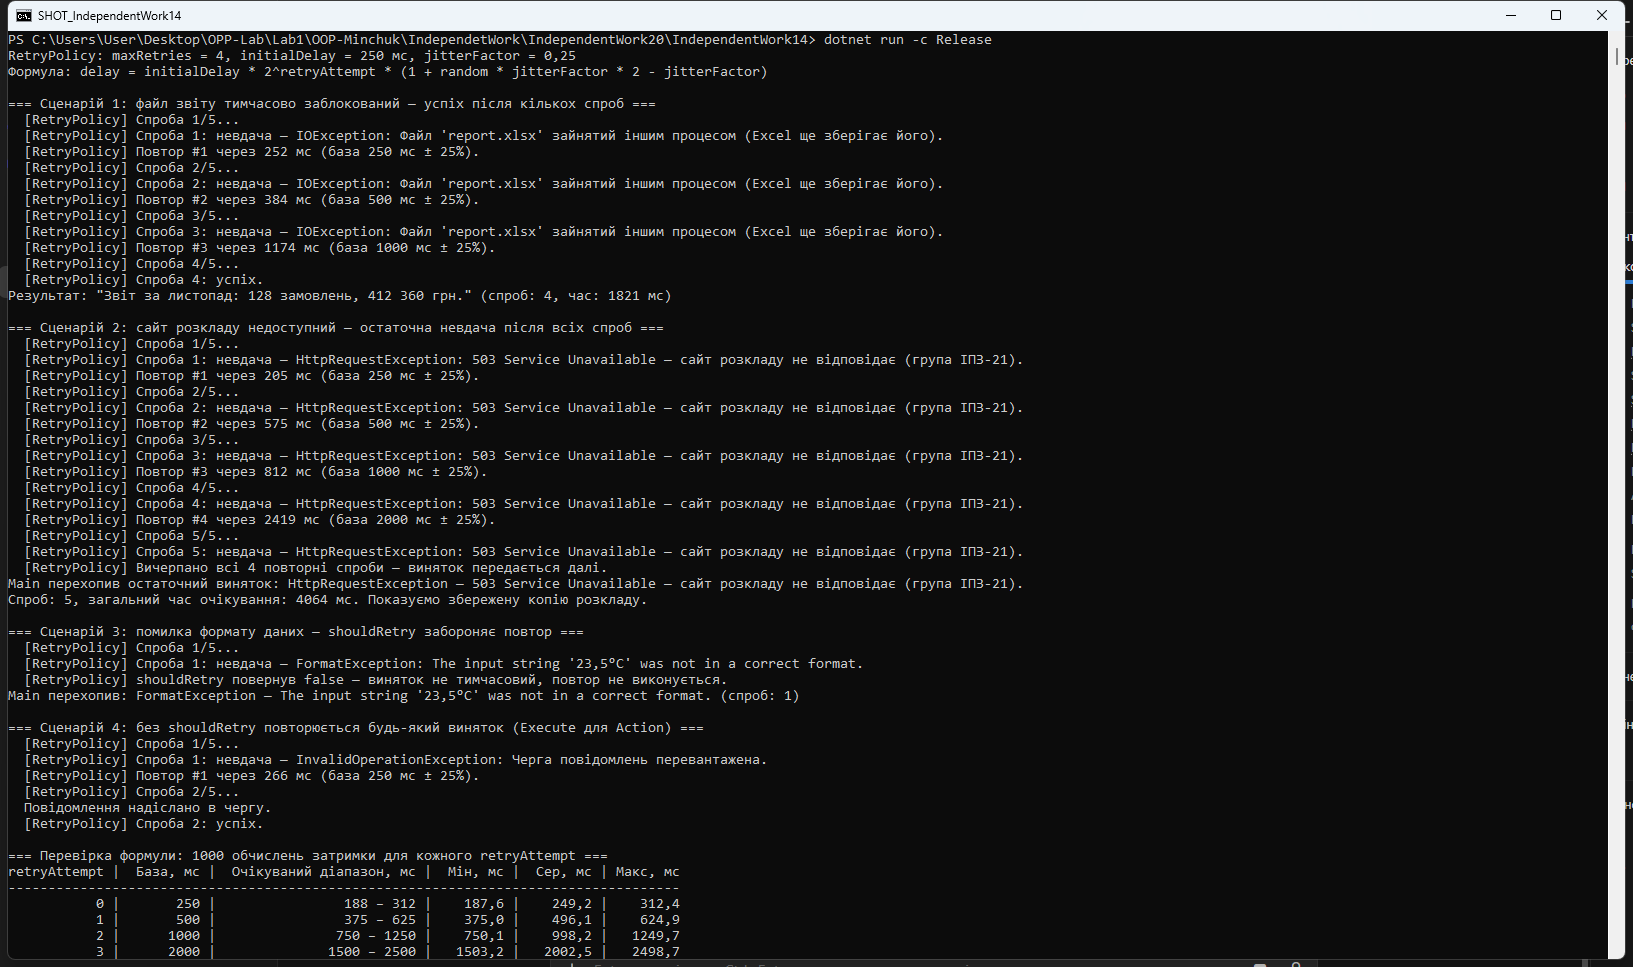 SHOT_IndependentWork14
PS C:\Users\User\Desktop\OPP-Lab\Lab1\OOP-Minchuk\IndependetWork\IndependentWork20\IndependentWork14> dotnet run -c Release
RetryPolicy: maxRetries = 4, initialDelay = 250 мс, jitterFactor = 0,25
Формула: delay = initialDelay * 2^retryAttempt * (1 + random * jitterFactor * 2 - jitterFactor)

=== Сценарій 1: файл звіту тимчасово заблокований — успіх після кількох спроб ===
  [RetryPolicy] Спроба 1/5...
  [RetryPolicy] Спроба 1: невдача — IOException: Файл 'report.xlsx' зайнятий іншим процесом (Excel ще зберігає його).
  [RetryPolicy] Повтор #1 через 252 мс (база 250 мс ± 25%).
  [RetryPolicy] Спроба 2/5...
  [RetryPolicy] Спроба 2: невдача — IOException: Файл 'report.xlsx' зайнятий іншим процесом (Excel ще зберігає його).
  [RetryPolicy] Повтор #2 через 384 мс (база 500 мс ± 25%).
  [RetryPolicy] Спроба 3/5...
  [RetryPolicy] Спроба 3: невдача — IOException: Файл 'report.xlsx' зайнятий іншим процесом (Excel ще зберігає його).
  [RetryPolicy] Повтор #3 через 1174 мс (база 1000 мс ± 25%).
  [RetryPolicy] Спроба 4/5...
  [RetryPolicy] Спроба 4: успіх.
Результат: "Звіт за листопад: 128 замовлень, 412 360 грн." (спроб: 4, час: 1821 мс)

=== Сценарій 2: сайт розкладу недоступний — остаточна невдача після всіх спроб ===
  [RetryPolicy] Спроба 1/5...
  [RetryPolicy] Спроба 1: невдача — HttpRequestException: 503 Service Unavailable — сайт розкладу не відповідає (група ІПЗ-21).
  [RetryPolicy] Повтор #1 через 205 мс (база 250 мс ± 25%).
  [RetryPolicy] Спроба 2/5...
  [RetryPolicy] Спроба 2: невдача — HttpRequestException: 503 Service Unavailable — сайт розкладу не відповідає (група ІПЗ-21).
  [RetryPolicy] Повтор #2 через 575 мс (база 500 мс ± 25%).
  [RetryPolicy] Спроба 3/5...
  [RetryPolicy] Спроба 3: невдача — HttpRequestException: 503 Service Unavailable — сайт розкладу не відповідає (група ІПЗ-21).
  [RetryPolicy] Повтор #3 через 812 мс (база 1000 мс ± 25%).
  [RetryPolicy] Спроба 4/5...
  [RetryPolicy] Спроба 4: невдача — HttpRequestException: 503 Service Unavailable — сайт розкладу не відповідає (група ІПЗ-21).
  [RetryPolicy] Повтор #4 через 2419 мс (база 2000 мс ± 25%).
  [RetryPolicy] Спроба 5/5...
  [RetryPolicy] Спроба 5: невдача — HttpRequestException: 503 Service Unavailable — сайт розкладу не відповідає (група ІПЗ-21).
  [RetryPolicy] Вичерпано всі 4 повторні спроби — виняток передається далі.
Main перехопив остаточний виняток: HttpRequestException — 503 Service Unavailable — сайт розкладу не відповідає (група ІПЗ-21).
Спроб: 5, загальний час очікування: 4064 мс. Показуємо збережену копію розкладу.

=== Сценарій 3: помилка формату даних — shouldRetry забороняє повтор ===
  [RetryPolicy] Спроба 1/5...
  [RetryPolicy] Спроба 1: невдача — FormatException: The input string '23,5°C' was not in a correct format.
  [RetryPolicy] shouldRetry повернув false — виняток не тимчасовий, повтор не виконується.
Main перехопив: FormatException — The input string '23,5°C' was not in a correct format. (спроб: 1)

=== Сценарій 4: без shouldRetry повторюється будь-який виняток (Execute для Action) ===
  [RetryPolicy] Спроба 1/5...
  [RetryPolicy] Спроба 1: невдача — InvalidOperationException: Черга повідомлень перевантажена.
  [RetryPolicy] Повтор #1 через 266 мс (база 250 мс ± 25%).
  [RetryPolicy] Спроба 2/5...
  Повідомлення надіслано в чергу.
  [RetryPolicy] Спроба 2: успіх.

=== Перевірка формули: 1000 обчислень затримки для кожного retryAttempt ===
retryAttempt |  База, мс |  Очікуваний діапазон, мс |  Мін, мс |  Сер, мс | Макс, мс
------------------------------------------------------------------------------------
           0 |       250 |                188 – 312 |    187,6 |    249,2 |    312,4
           1 |       500 |                375 – 625 |    375,0 |    496,1 |    624,9
           2 |      1000 |               750 – 1250 |    750,1 |    998,2 |   1249,7
           3 |      2000 |              1500 – 2500 |   1503,2 |   2002,5 |   2498,7